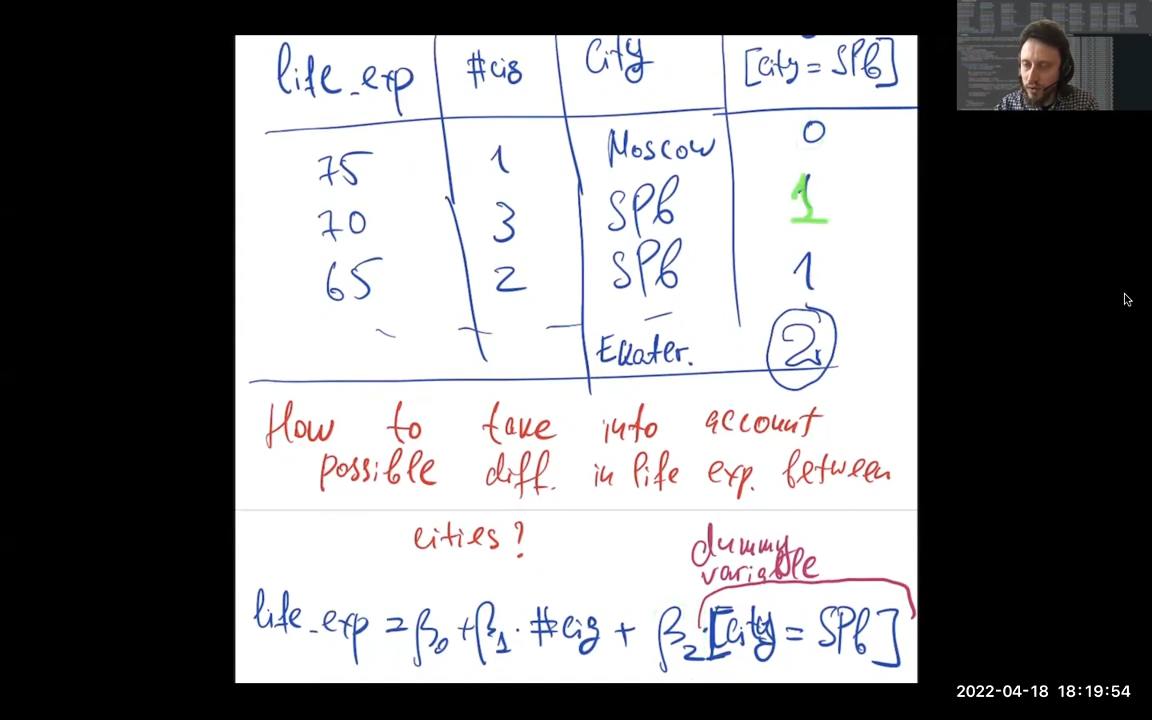 life_exp #cig City [city = SPb]
75 1 Moscow 0
70 3 SPb 1
65 2 SPb 1
Ekater. 2
How to take into account
possible diff. in life exp. between
cities?
dummy
variable
life_exp = β₀ + β₁ · #cig + β₂ · [city = SPb]
2022-04-18 18:19:54